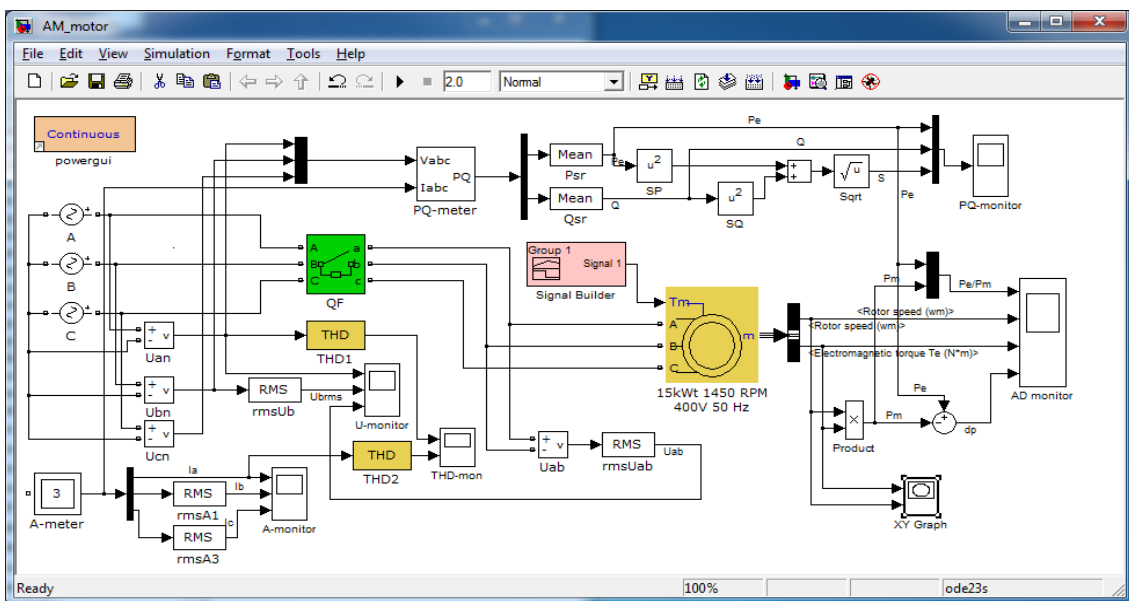 AM_motor
File Edit View Simulation Format Tools Help
2.0 Normal
Continuous
powergui
Vabc
Iabc
PQ
PQ-meter
Mean
Psr
Mean
Qsr
Pe
Pe
Q
Q
u²
SP
u²
SQ
+
+
√u
Sqrt
S
Pe
PQ-monitor
A
B
C
A a
B b
C c
QF
Group 1
Signal 1
Signal Builder
Tm
A
B
C
m
15kWt 1450 RPM
400V 50 Hz
Pm
Pe/Pm
<Rotor speed (wm)>
<Rotor speed (wm)>
<Electromagnetic torque Te (N*m)>
AD monitor
Pe
Pm
dp
×
Product
XY Graph
+ v
-
Uan
+ v
-
Ubn
+ v
-
Ucn
THD
THD1
RMS
rmsUb
Ubrms
U-monitor
THD
THD2
THD-mon
+ v
-
Uab
RMS
rmsUab
Uab
3
A-meter
Ia
RMS
rmsA1
Ib
RMS
rmsA3
Ic
A-monitor
Ready 100% ode23s